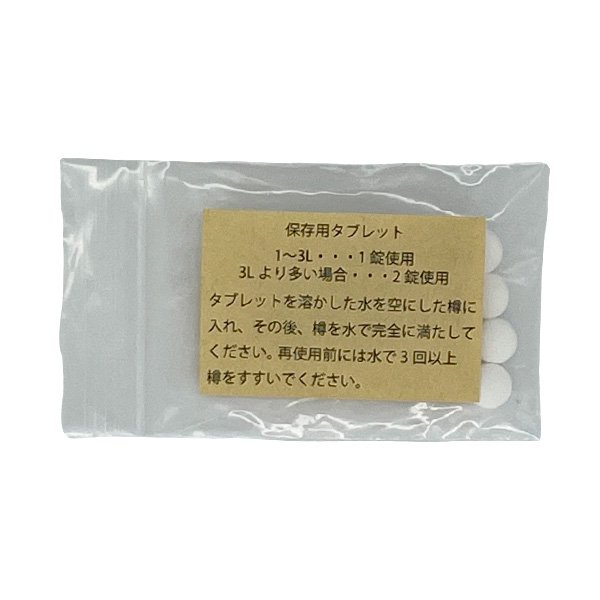 保存用タブレット
1〜3L・・・1錠使用
3Lより多い場合・・・2錠使用
タブレットを溶かした水を空にした樽に
入れ、その後、樽を水で完全に満たして
ください。再使用前には水で3回以上
樽をすすいでください。